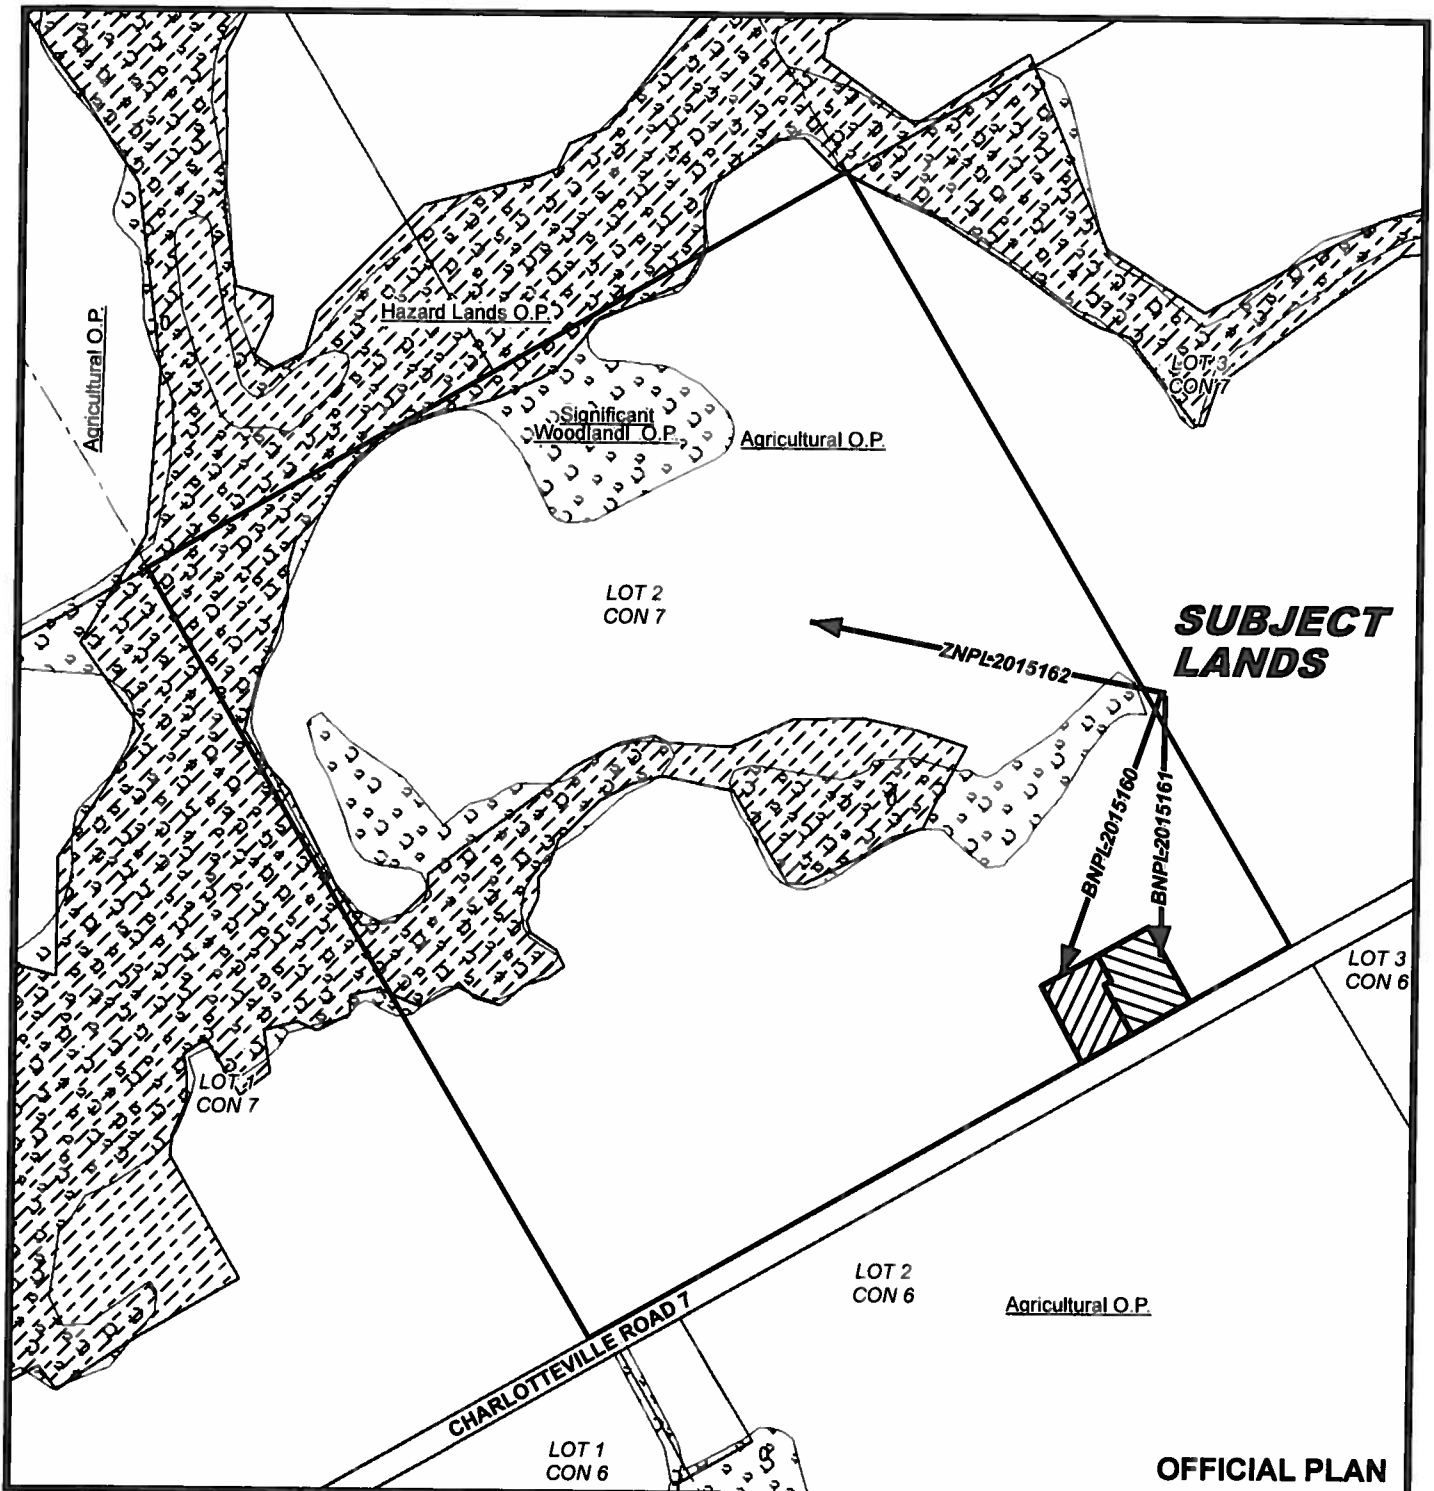 Hazard Lands O.P.
Agricultural O.P.
LOT 3
CON 7
Significant
Woodlandl O.P.
Agricultural O.P.
LOT 2
CON 7
SUBJECT
LANDS
ZNPL-2015162
BNPL-2015160
BNPL-2015161
LOT 3
CON 6
LOT 1
CON 7
LOT 2
CON 6
Agricultural O.P.
CHARLOTTEVILLE ROAD 7
LOT 1
CON 6
OFFICIAL PLAN